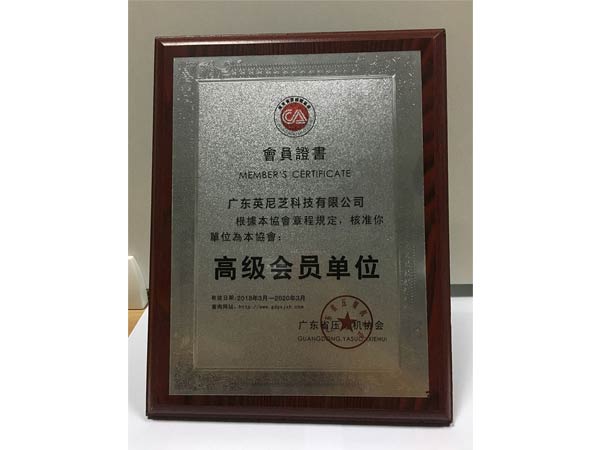 會員證書
MEMBER'S CERTIFICATE
广东英尼芝科技有限公司
根據本協會章程規定，核准你
單位為本協會：
高级会员单位
有效日期：2018年3月—2020年3月
广东省压缩机协会